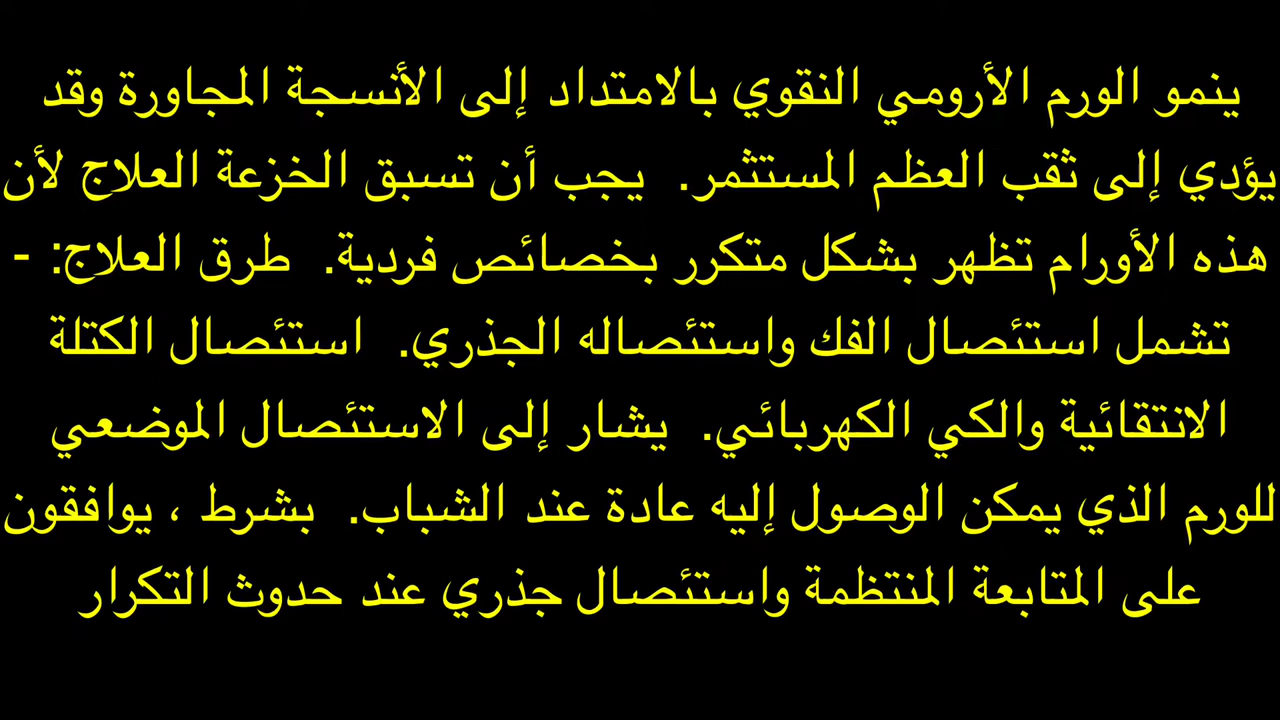 ينمو الورم الأرومي النقوي بالامتداد إلى الأنسجة المجاورة وقد
يؤدي إلى ثقب العظم المستثمر. يجب أن تسبق الخزعة العلاج لأن
هذه الأورام تظهر بشكل متكرر بخصائص فردية. طرق العلاج: -
تشمل استئصال الفك واستئصاله الجذري. استئصال الكتلة
الانتقائية والكي الكهربائي. يشار إلى الاستئصال الموضعي
للورم الذي يمكن الوصول إليه عادة عند الشباب. بشرط ، يوافقون
على المتابعة المنتظمة واستئصال جذري عند حدوث التكرار